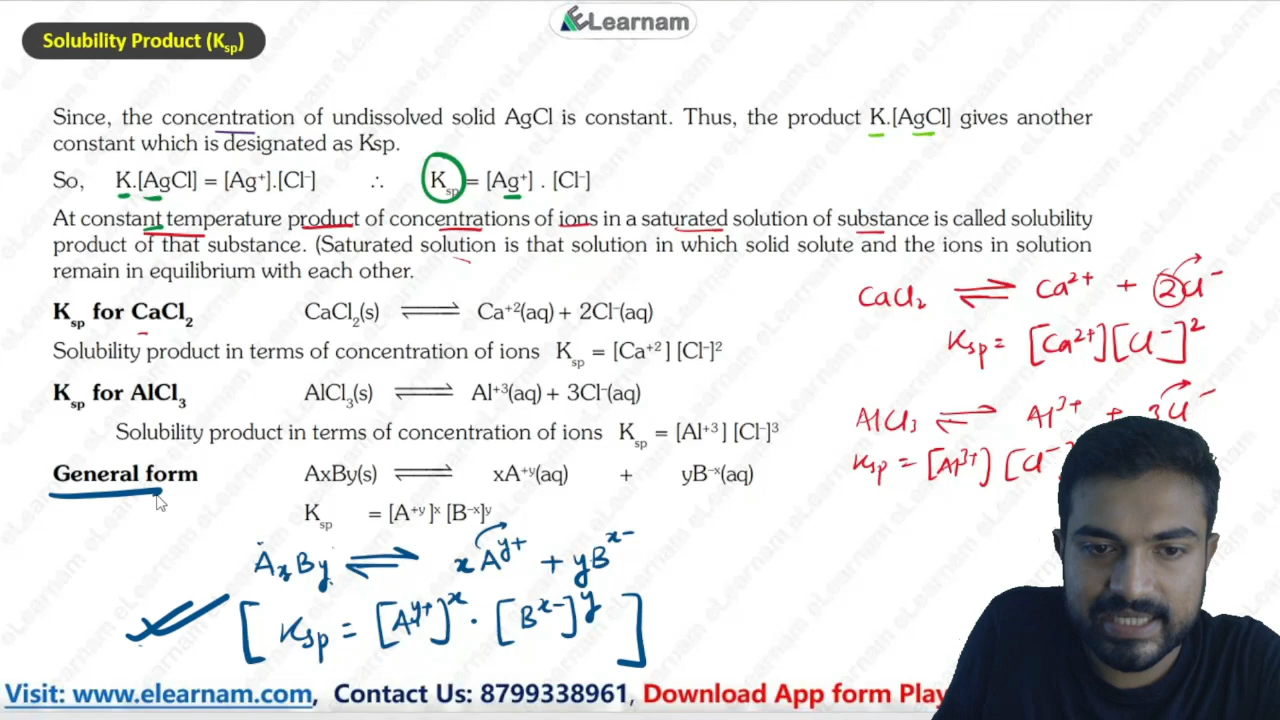 eLearnam
Solubility Product (Ksp)
Since, the concentration of undissolved solid AgCl is constant. Thus, the product K.[AgCl] gives another
constant which is designated as Ksp.
So, K.[AgCl] = [Ag⁺].[Cl⁻] ∴ Ksp = [Ag⁺] . [Cl⁻]
At constant temperature product of concentrations of ions in a saturated solution of substance is called solubility
product of that substance. (Saturated solution is that solution in which solid solute and the ions in solution
remain in equilibrium with each other.
Ksp for CaCl₂ CaCl₂(s) ⇌ Ca⁺²(aq) + 2Cl⁻(aq)
Solubility product in terms of concentration of ions Ksp = [Ca⁺²] [Cl⁻]²
Ksp for AlCl₃ AlCl₃(s) ⇌ Al⁺³(aq) + 3Cl⁻(aq)
Solubility product in terms of concentration of ions Ksp = [Al⁺³] [Cl⁻]³
General form AxBy(s) ⇌ xA⁺ʸ(aq) + yB⁻ˣ(aq)
Ksp = [A⁺ʸ]ˣ [B⁻ˣ]ʸ
CaCl₂ ⇌ Ca²⁺ + 2Cl⁻
Ksp = [Ca²⁺][Cl⁻]²
AlCl₃ ⇌ Al³⁺ + 3Cl⁻
Ksp = [Al³⁺] [Cl⁻
AₓBy ⇌ xAʸ⁺ + yBˣ⁻
[ Ksp = [Aʸ⁺]ˣ . [Bˣ⁻]ʸ ]
Visit: www.elearnam.com, Contact Us: 8799338961, Download App form Play